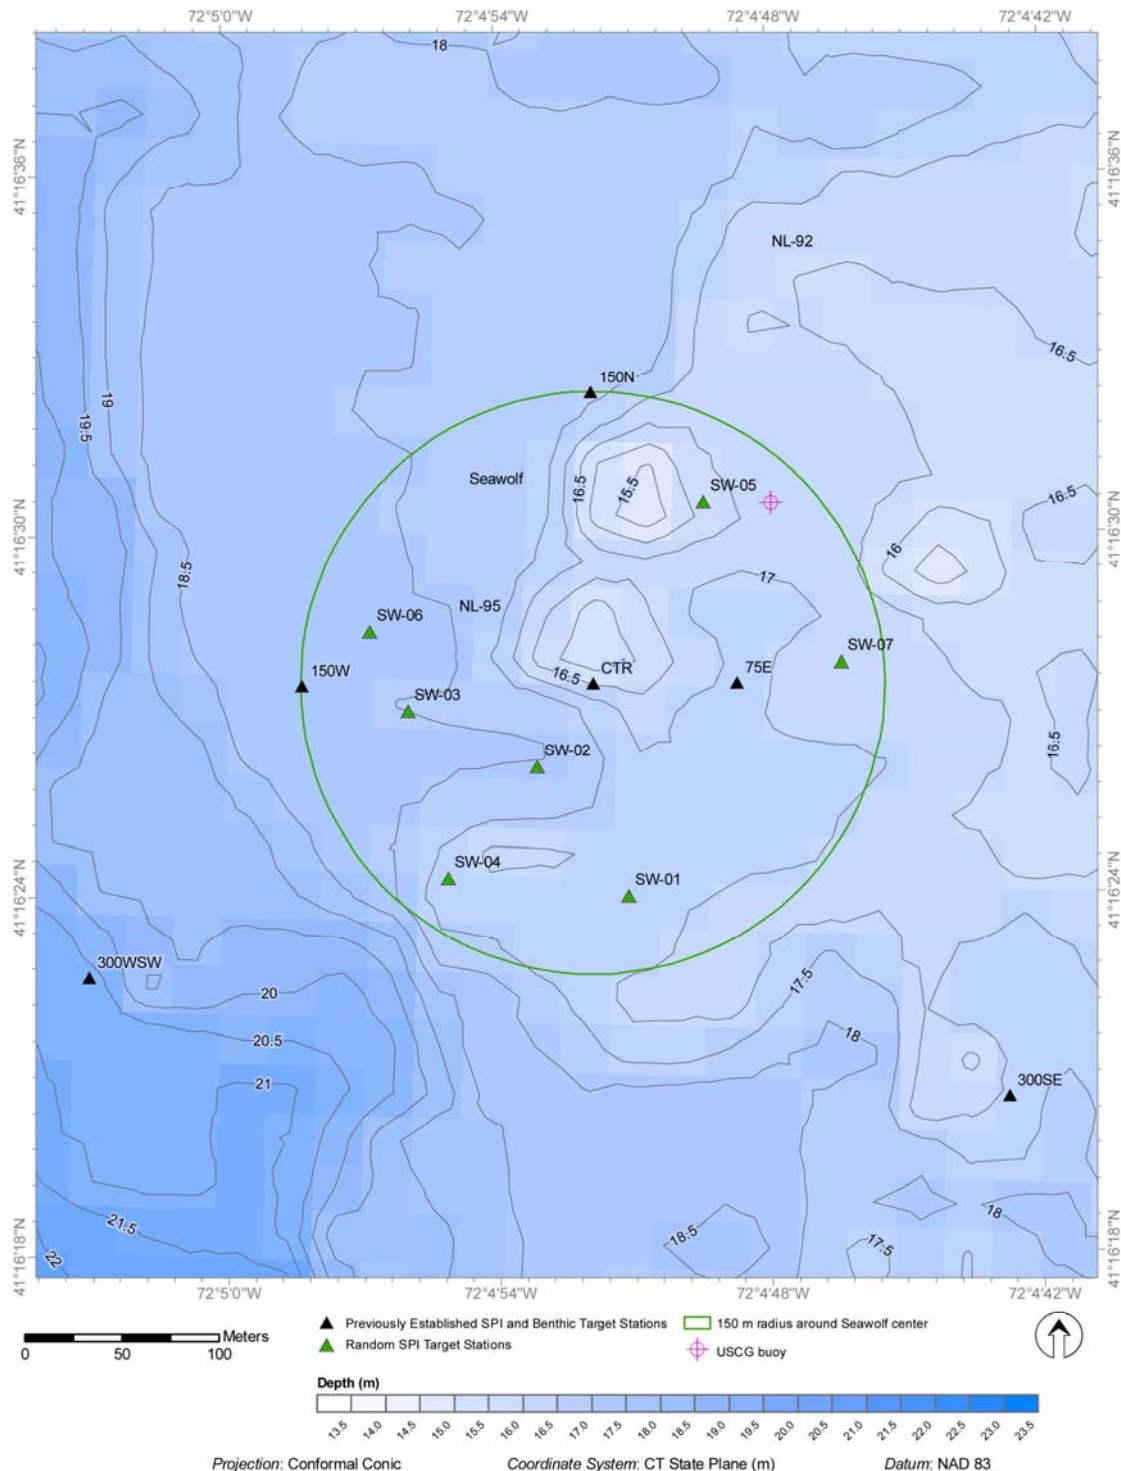 72°5'0"W 72°4'54"W 72°4'48"W 72°4'42"W
18
41°16'36"N 41°16'36"N
NL-92
16.5
150N
19
19.5
Seawolf
16.5
15.5
SW-05
16.5
41°16'30"N 41°16'30"N
16
18.5
17
NL-95
SW-06
SW-07
150W
16.5
CTR
75E
SW-03
16.5
SW-02
SW-04
SW-01
41°16'24"N 41°16'24"N
300WSW
17.5
20
18
20.5
300SE
21
18
21.5
18.5
17.5
22
41°16'18"N 41°16'18"N
72°5'0"W 72°4'54"W 72°4'48"W 72°4'42"W
Meters
0 50 100
Previously Established SPI and Benthic Target Stations
Random SPI Target Stations
150 m radius around Seawolf center
USCG buoy
Depth (m)
13.5 14.0 14.5 15.0 15.5 16.0 16.5 17.0 17.5 18.0 18.5 19.0 19.5 20.0 20.5 21.0 21.5 22.0 22.5 23.0 23.5
Projection: Conformal Conic Coordinate System: CT State Plane (m) Datum: NAD 83